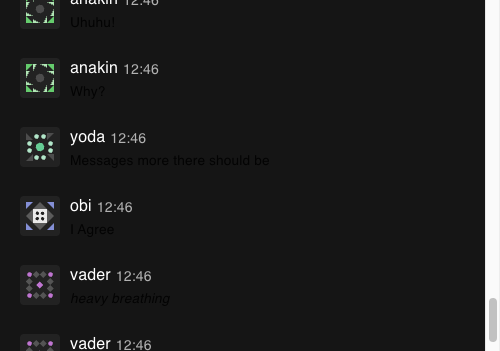 anakin 12:46
Uhuhu!
anakin 12:46
Why?
yoda 12:46
Messages more there should be
obi 12:46
I Agree
vader 12:46
heavy breathing
vader 12:46